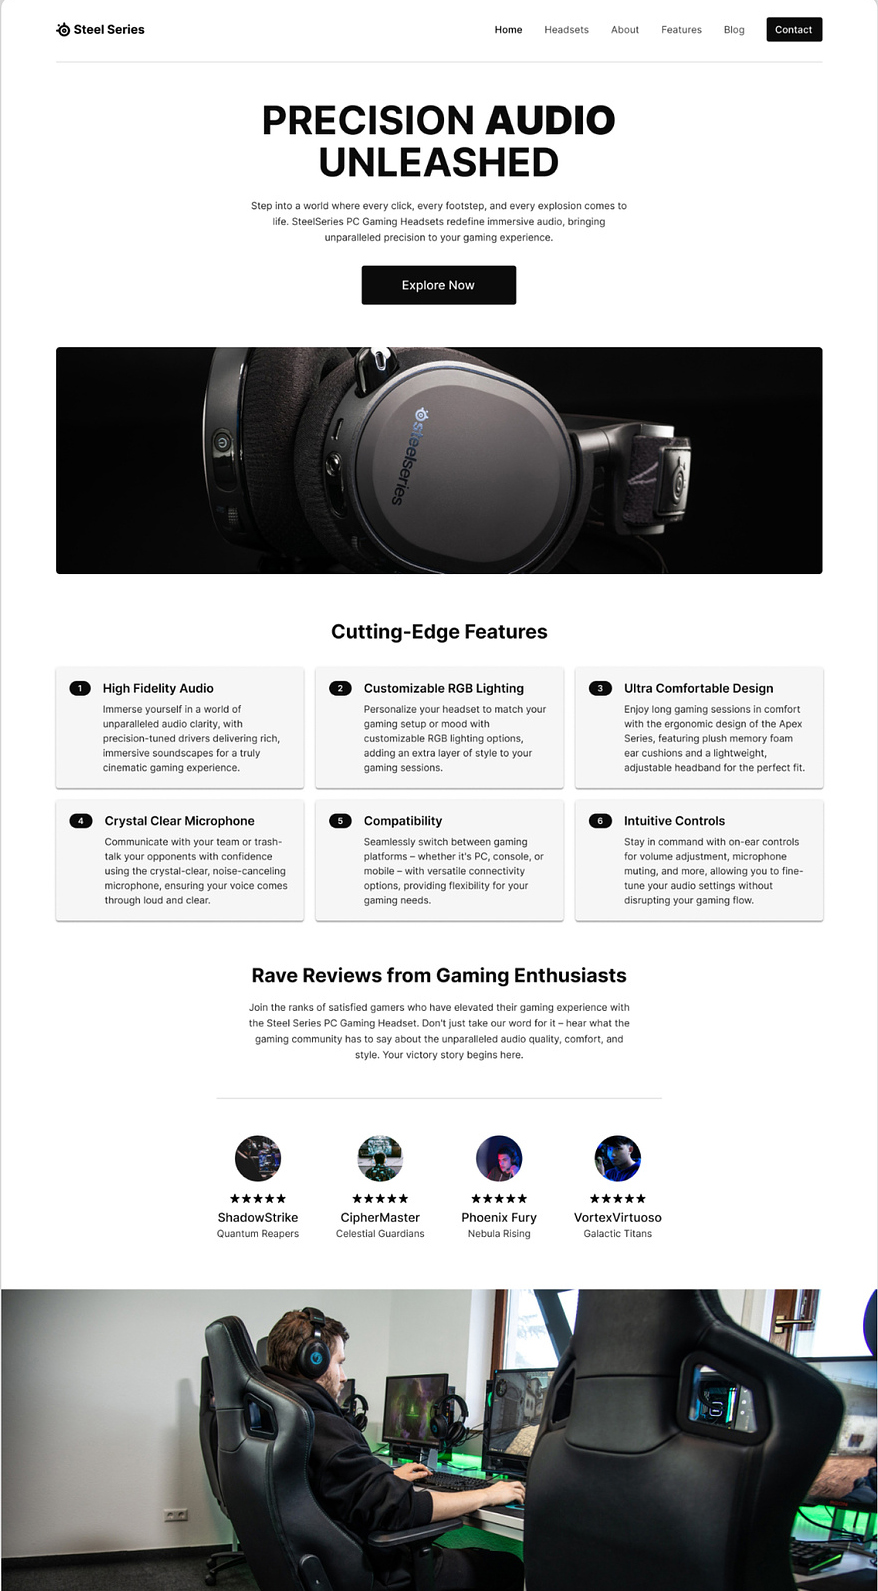 Steel Series
Home Headsets About Features Blog Contact
PRECISION AUDIO
UNLEASHED
Step into a world where every click, every footstep, and every explosion comes to
life. SteelSeries PC Gaming Headsets redefine immersive audio, bringing
unparalleled precision to your gaming experience.
Explore Now
steelseries
Cutting-Edge Features
1 High Fidelity Audio
Immerse yourself in a world of
unparalleled audio clarity, with
precision-tuned drivers delivering rich,
immersive soundscapes for a truly
cinematic gaming experience.
2 Customizable RGB Lighting
Personalize your headset to match your
gaming setup or mood with
customizable RGB lighting options,
adding an extra layer of style to your
gaming sessions.
3 Ultra Comfortable Design
Enjoy long gaming sessions in comfort
with the ergonomic design of the Apex
Series, featuring plush memory foam
ear cushions and a lightweight,
adjustable headband for the perfect fit.
4 Crystal Clear Microphone
Communicate with your team or trash-
talk your opponents with confidence
using the crystal-clear, noise-canceling
microphone, ensuring your voice comes
through loud and clear.
5 Compatibility
Seamlessly switch between gaming
platforms – whether it's PC, console, or
mobile – with versatile connectivity
options, providing flexibility for your
gaming needs.
6 Intuitive Controls
Stay in command with on-ear controls
for volume adjustment, microphone
muting, and more, allowing you to fine-
tune your audio settings without
disrupting your gaming flow.
Rave Reviews from Gaming Enthusiasts
Join the ranks of satisfied gamers who have elevated their gaming experience with
the Steel Series PC Gaming Headset. Don't just take our word for it – hear what the
gaming community has to say about the unparalleled audio quality, comfort, and
style. Your victory story begins here.
ShadowStrike
Quantum Reapers
CipherMaster
Celestial Guardians
Phoenix Fury
Nebula Rising
VortexVirtuoso
Galactic Titans